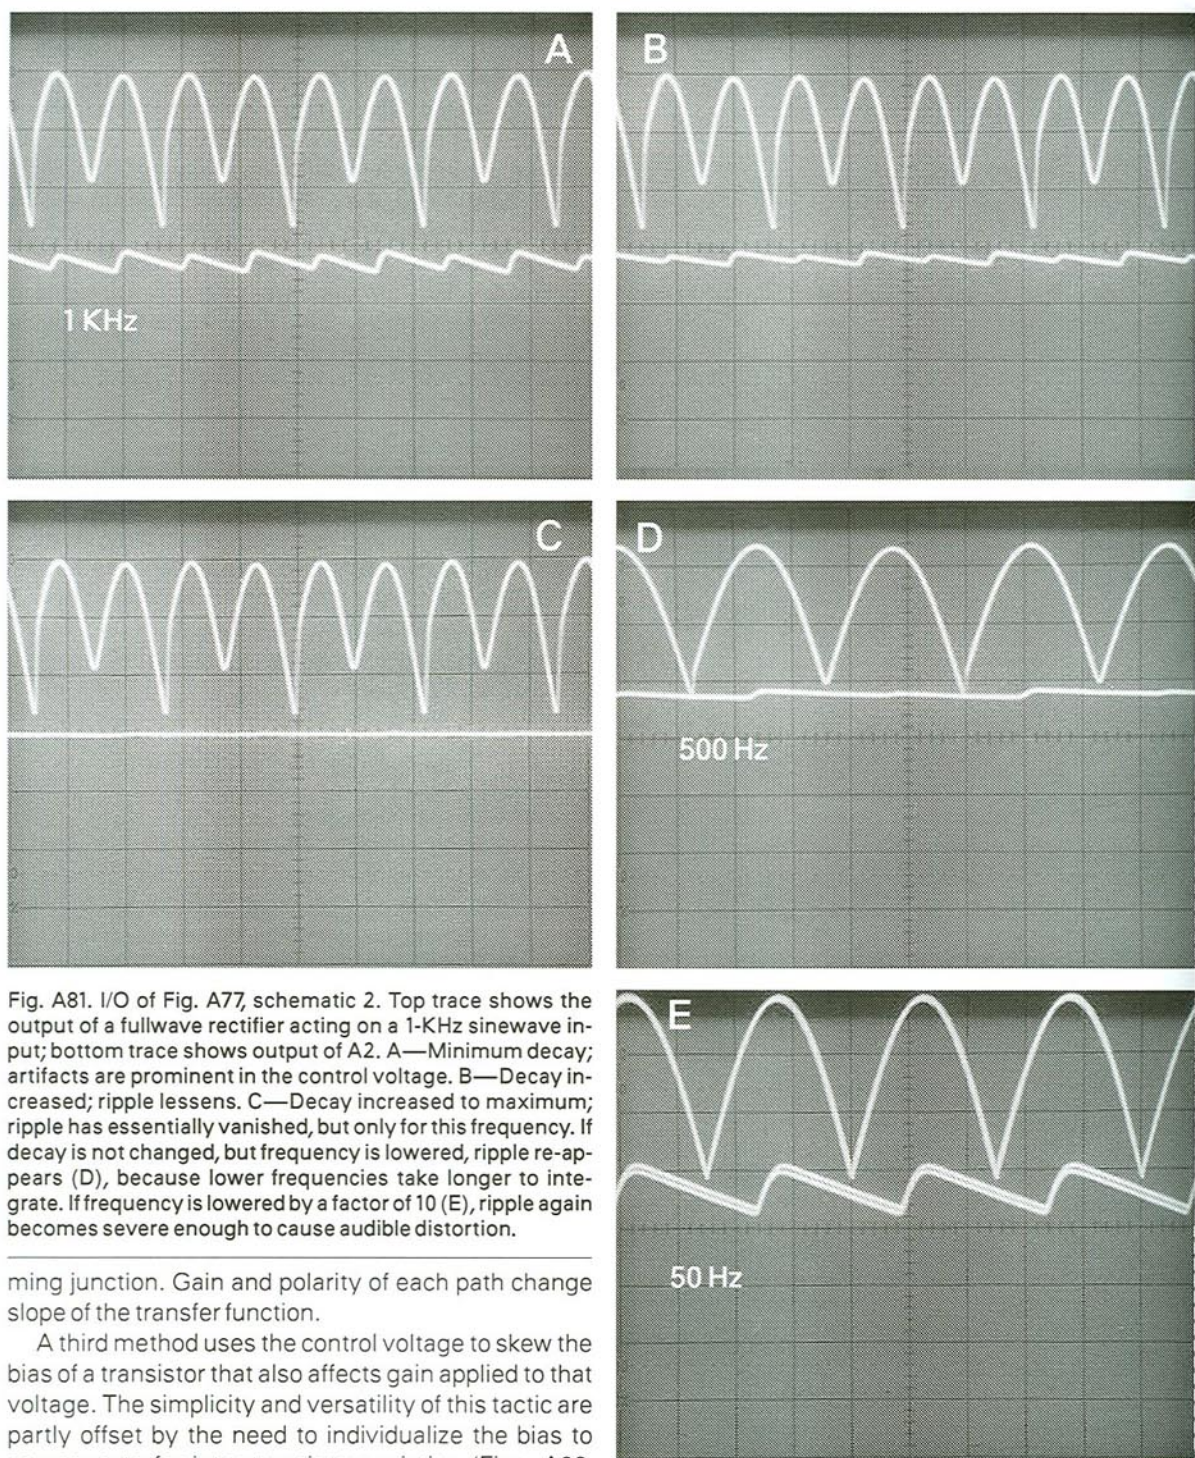 A
B
1 KHz
C
D
500 Hz
Fig. A81. I/O of Fig. A77, schematic 2. Top trace shows the
output of a fullwave rectifier acting on a 1-KHz sinewave in-
put; bottom trace shows output of A2. A—Minimum decay;
artifacts are prominent in the control voltage. B—Decay in-
creased; ripple lessens. C—Decay increased to maximum;
ripple has essentially vanished, but only for this frequency. If
decay is not changed, but frequency is lowered, ripple re-ap-
pears (D), because lower frequencies take longer to inte-
grate. If frequency is lowered by a factor of 10 (E), ripple again
becomes severe enough to cause audible distortion.
E
50 Hz
ming junction. Gain and polarity of each path change
slope of the transfer function.
A third method uses the control voltage to skew the
bias of a transistor that also affects gain applied to that
voltage. The simplicity and versatility of this tactic are
partly offset by the need to individualize the bias to